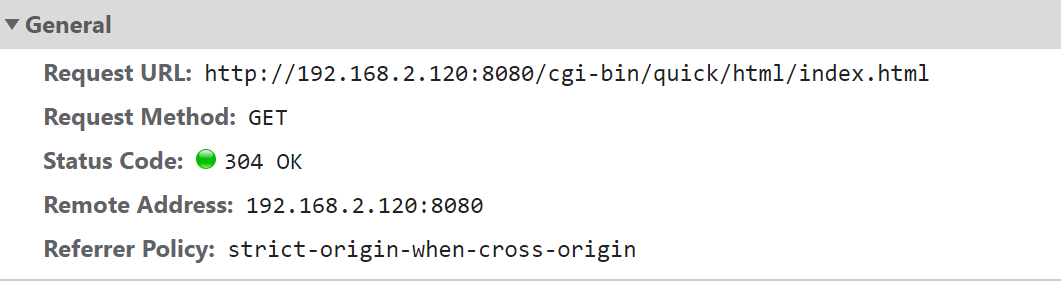 General
Request URL: http://192.168.2.120:8080/cgi-bin/quick/html/index.html
Request Method: GET
Status Code: 304 OK
Remote Address: 192.168.2.120:8080
Referrer Policy: strict-origin-when-cross-origin